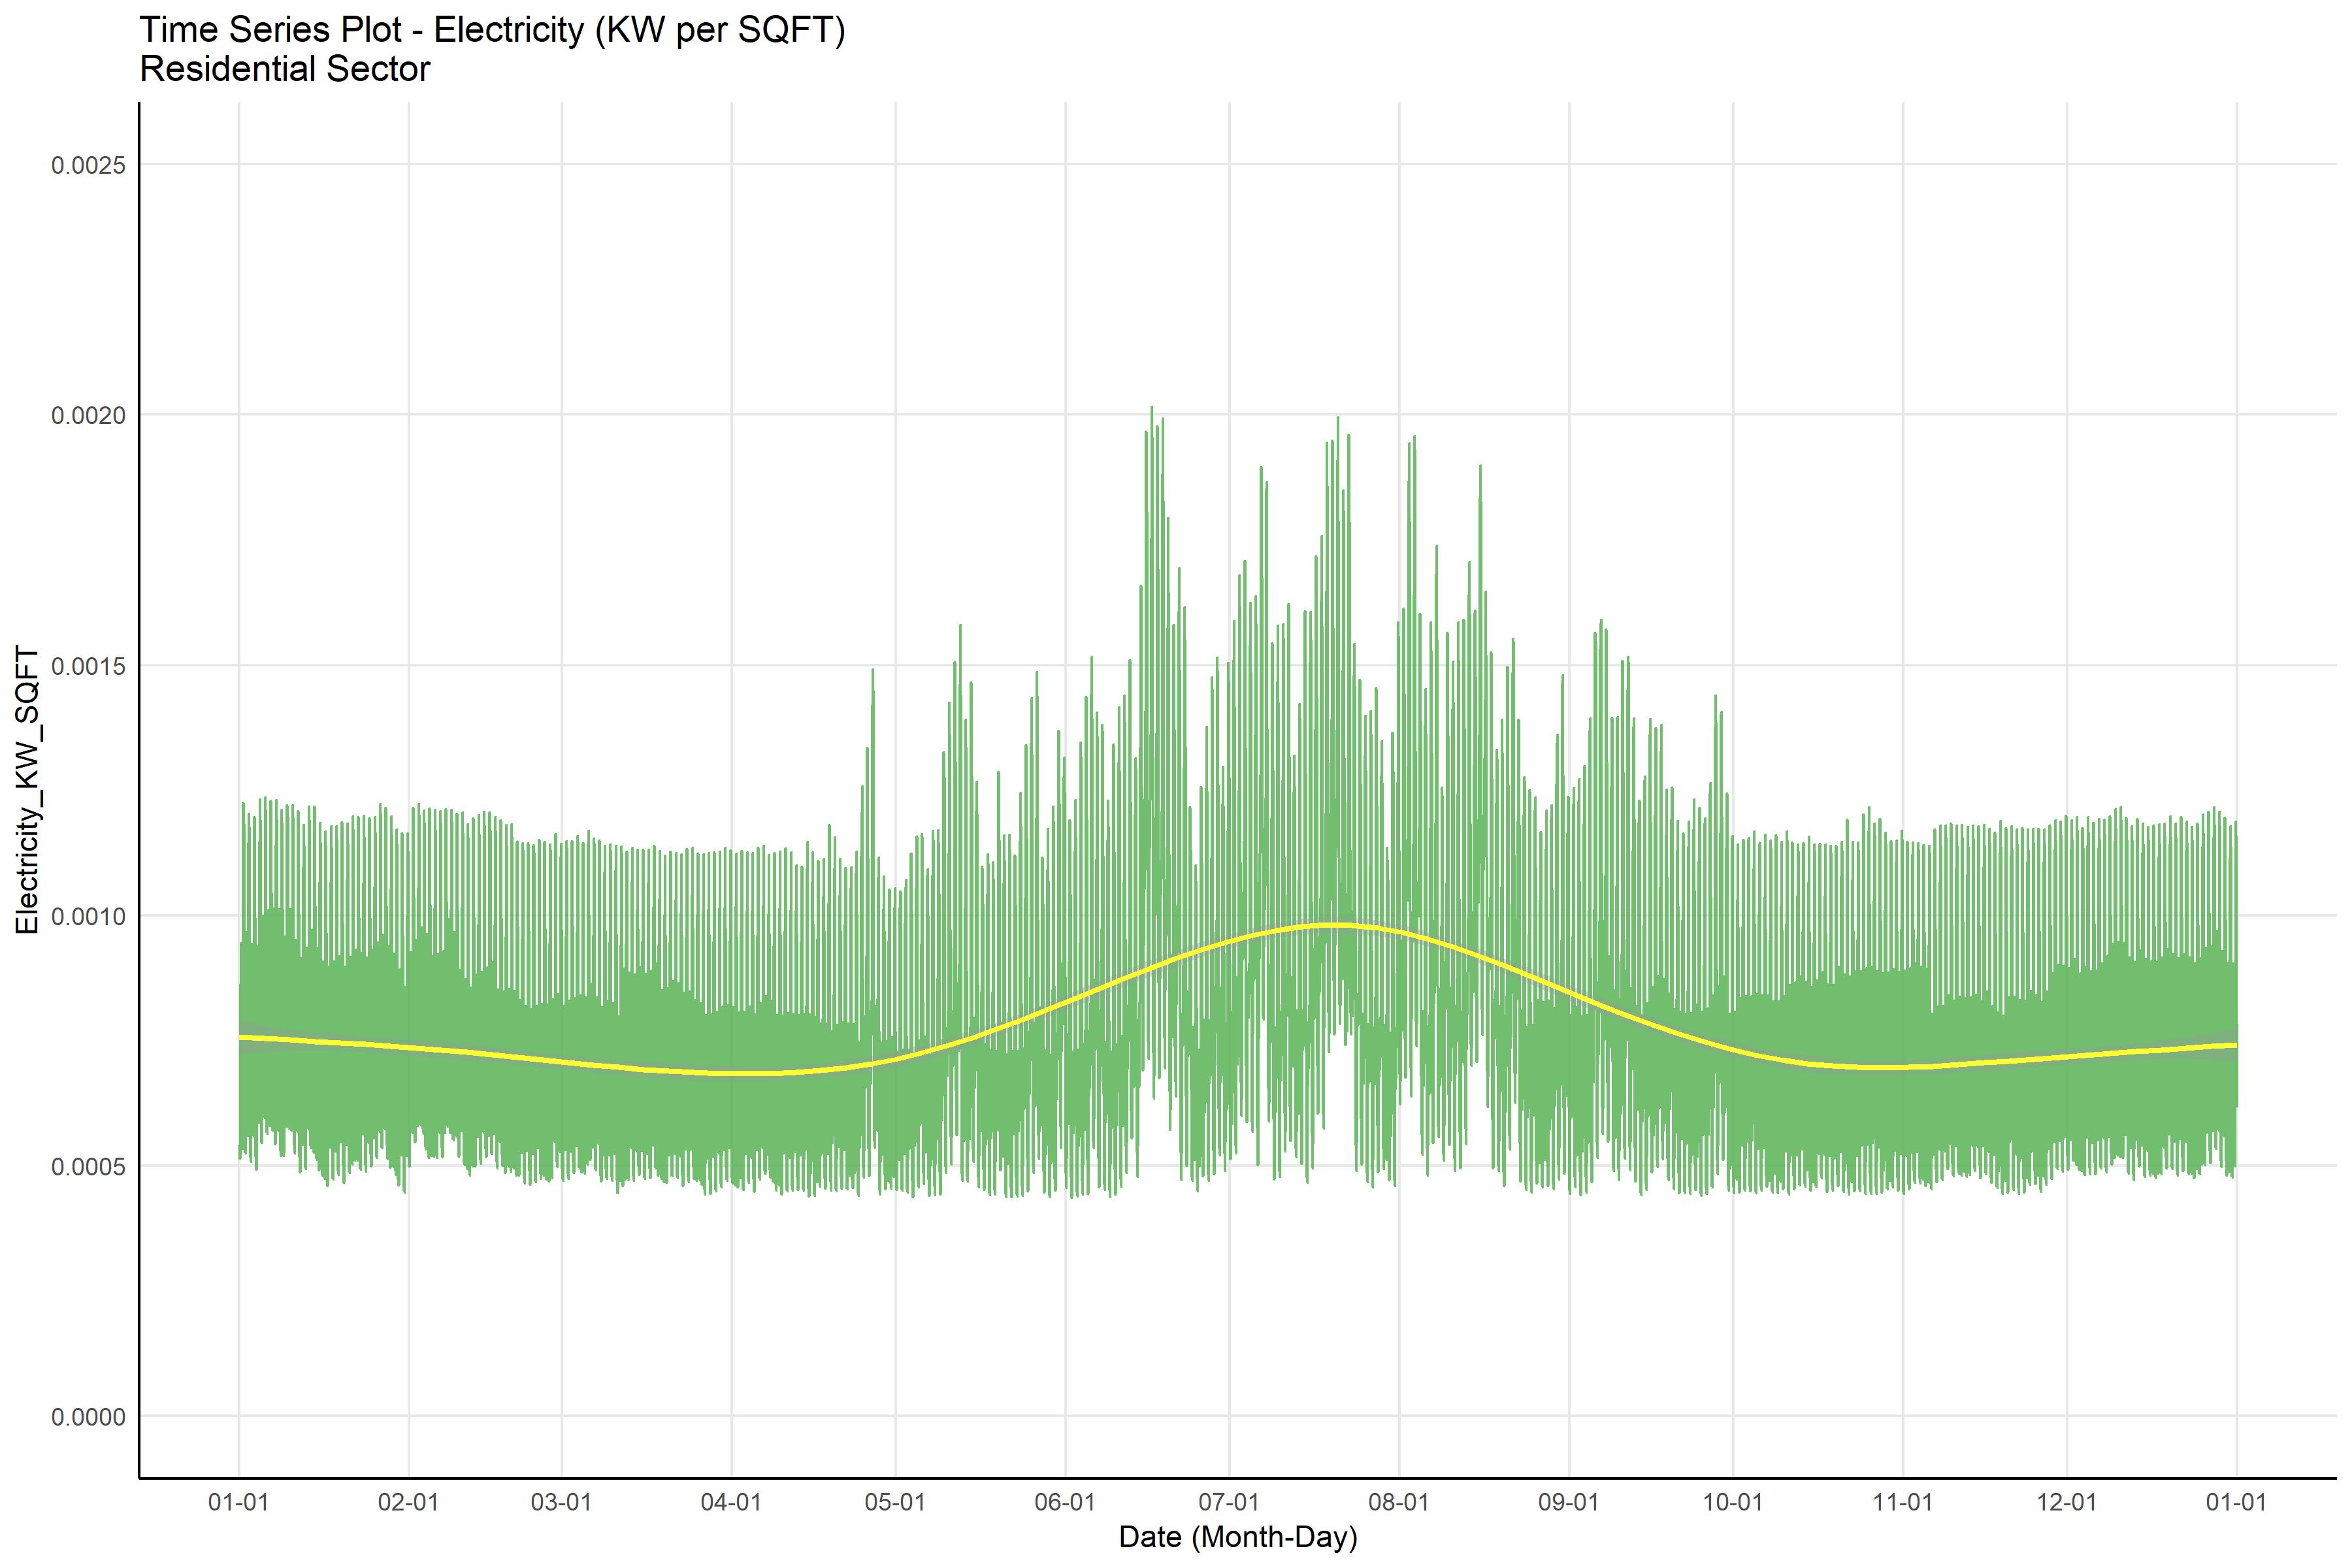 Time Series Plot - Electricity (KW per SQFT)
Residential Sector
Electricity_KW_SQFT
0.0025
0.0020
0.0015
0.0010
0.0005
0.0000
01-01 02-01 03-01 04-01 05-01 06-01 07-01 08-01 09-01 10-01 11-01 12-01 01-01
Date (Month-Day)